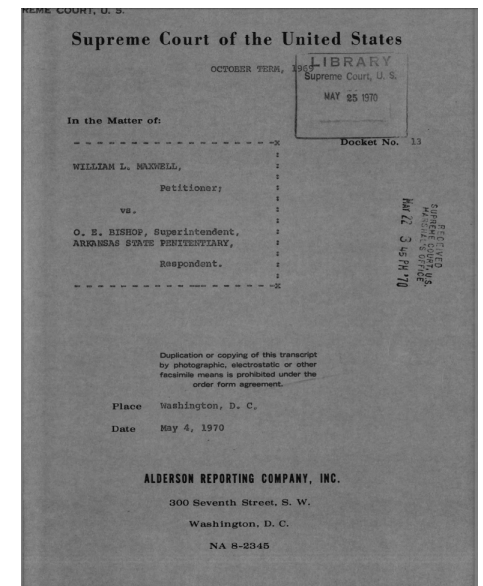 REME COURT, U. S.
Supreme Court of the United States
OCTOBER TERM, 1969
LIBRARY
Supreme Court, U. S.
MAY 25 1970
In the Matter of:
- - - - - - - - - - - - - - - - -x
Docket No. 13
:
WILLIAM L. MAXWELL, :
:
Petitioner; :
:
vs. :
:
O. E. BISHOP, Superintendent, :
ARKANSAS STATE PENITENTIARY, :
:
Respondent. :
:
- - - - - - - - - - - - - - - - -x
RECEIVED
SUPREME COURT, U.S.
MARSHAL'S OFFICE
MAY 22 3 45 PM '70
Duplication or copying of this transcript
by photographic, electrostatic or other
facsimile means is prohibited under the
order form agreement.
Place Washington, D. C.
Date May 4, 1970
ALDERSON REPORTING COMPANY, INC.
300 Seventh Street, S. W.
Washington, D. C.
NA 8-2345